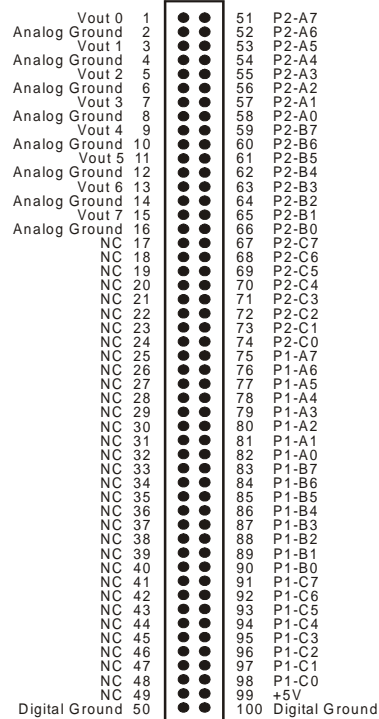 Vout 0 1 51 P2-A7
Analog Ground 2 52 P2-A6
Vout 1 3 53 P2-A5
Analog Ground 4 54 P2-A4
Vout 2 5 55 P2-A3
Analog Ground 6 56 P2-A2
Vout 3 7 57 P2-A1
Analog Ground 8 58 P2-A0
Vout 4 9 59 P2-B7
Analog Ground 10 60 P2-B6
Vout 5 11 61 P2-B5
Analog Ground 12 62 P2-B4
Vout 6 13 63 P2-B3
Analog Ground 14 64 P2-B2
Vout 7 15 65 P2-B1
Analog Ground 16 66 P2-B0
NC 17 67 P2-C7
NC 18 68 P2-C6
NC 19 69 P2-C5
NC 20 70 P2-C4
NC 21 71 P2-C3
NC 22 72 P2-C2
NC 23 73 P2-C1
NC 24 74 P2-C0
NC 25 75 P1-A7
NC 26 76 P1-A6
NC 27 77 P1-A5
NC 28 78 P1-A4
NC 29 79 P1-A3
NC 30 80 P1-A2
NC 31 81 P1-A1
NC 32 82 P1-A0
NC 33 83 P1-B7
NC 34 84 P1-B6
NC 35 85 P1-B5
NC 36 86 P1-B4
NC 37 87 P1-B3
NC 38 88 P1-B2
NC 39 89 P1-B1
NC 40 90 P1-B0
NC 41 91 P1-C7
NC 42 92 P1-C6
NC 43 93 P1-C5
NC 44 94 P1-C4
NC 45 95 P1-C3
NC 46 96 P1-C2
NC 47 97 P1-C1
NC 48 98 P1-C0
NC 49 99 +5V
Digital Ground 50 100 Digital Ground